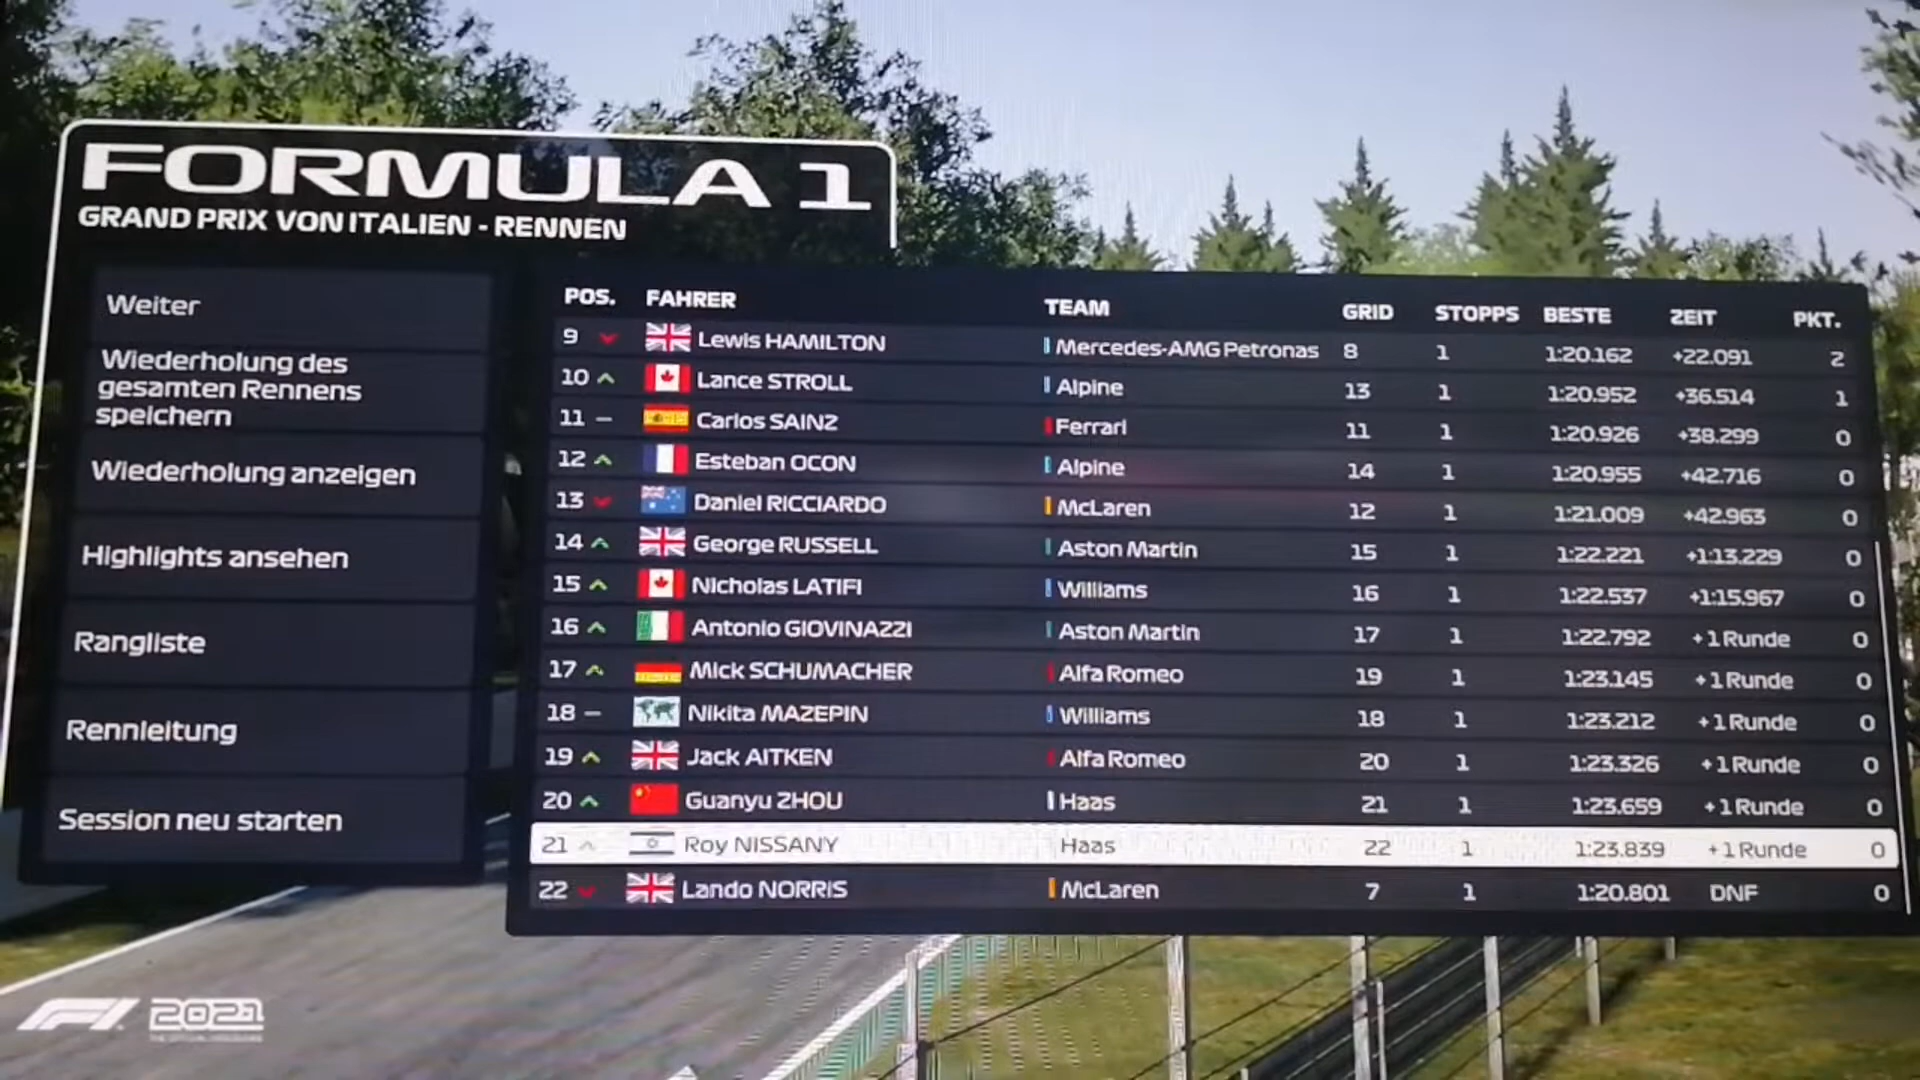 FORMULA 1
GRAND PRIX VON ITALIEN - RENNEN
Weiter
Wiederholung des
gesamten Rennens
speichern
Wiederholung anzeigen
Highlights ansehen
Rangliste
Rennleitung
Session neu starten
POS. FAHRER TEAM GRID STOPPS BESTE ZEIT PKT.
9 Lewis HAMILTON Mercedes-AMG Petronas 8 1 1:20.162 +22.091 2
10 Lance STROLL Alpine 13 1 1:20.952 +36.514 1
11 Carlos SAINZ Ferrari 11 1 1:20.926 +38.299 0
12 Esteban OCON Alpine 14 1 1:20.955 +42.716 0
13 Daniel RICCIARDO McLaren 12 1 1:21.009 +42.963 0
14 George RUSSELL Aston Martin 15 1 1:22.221 +1:13.229 0
15 Nicholas LATIFI Williams 16 1 1:22.537 +1:15.967 0
16 Antonio GIOVINAZZI Aston Martin 17 1 1:22.792 +1 Runde 0
17 Mick SCHUMACHER Alfa Romeo 19 1 1:23.145 +1 Runde 0
18 Nikita MAZEPIN Williams 18 1 1:23.212 +1 Runde 0
19 Jack AITKEN Alfa Romeo 20 1 1:23.326 +1 Runde 0
20 Guanyu ZHOU Haas 21 1 1:23.659 +1 Runde 0
21 Roy NISSANY Haas 22 1 1:23.839 +1 Runde 0
22 Lando NORRIS McLaren 7 1 1:20.801 DNF 0
F1 2021